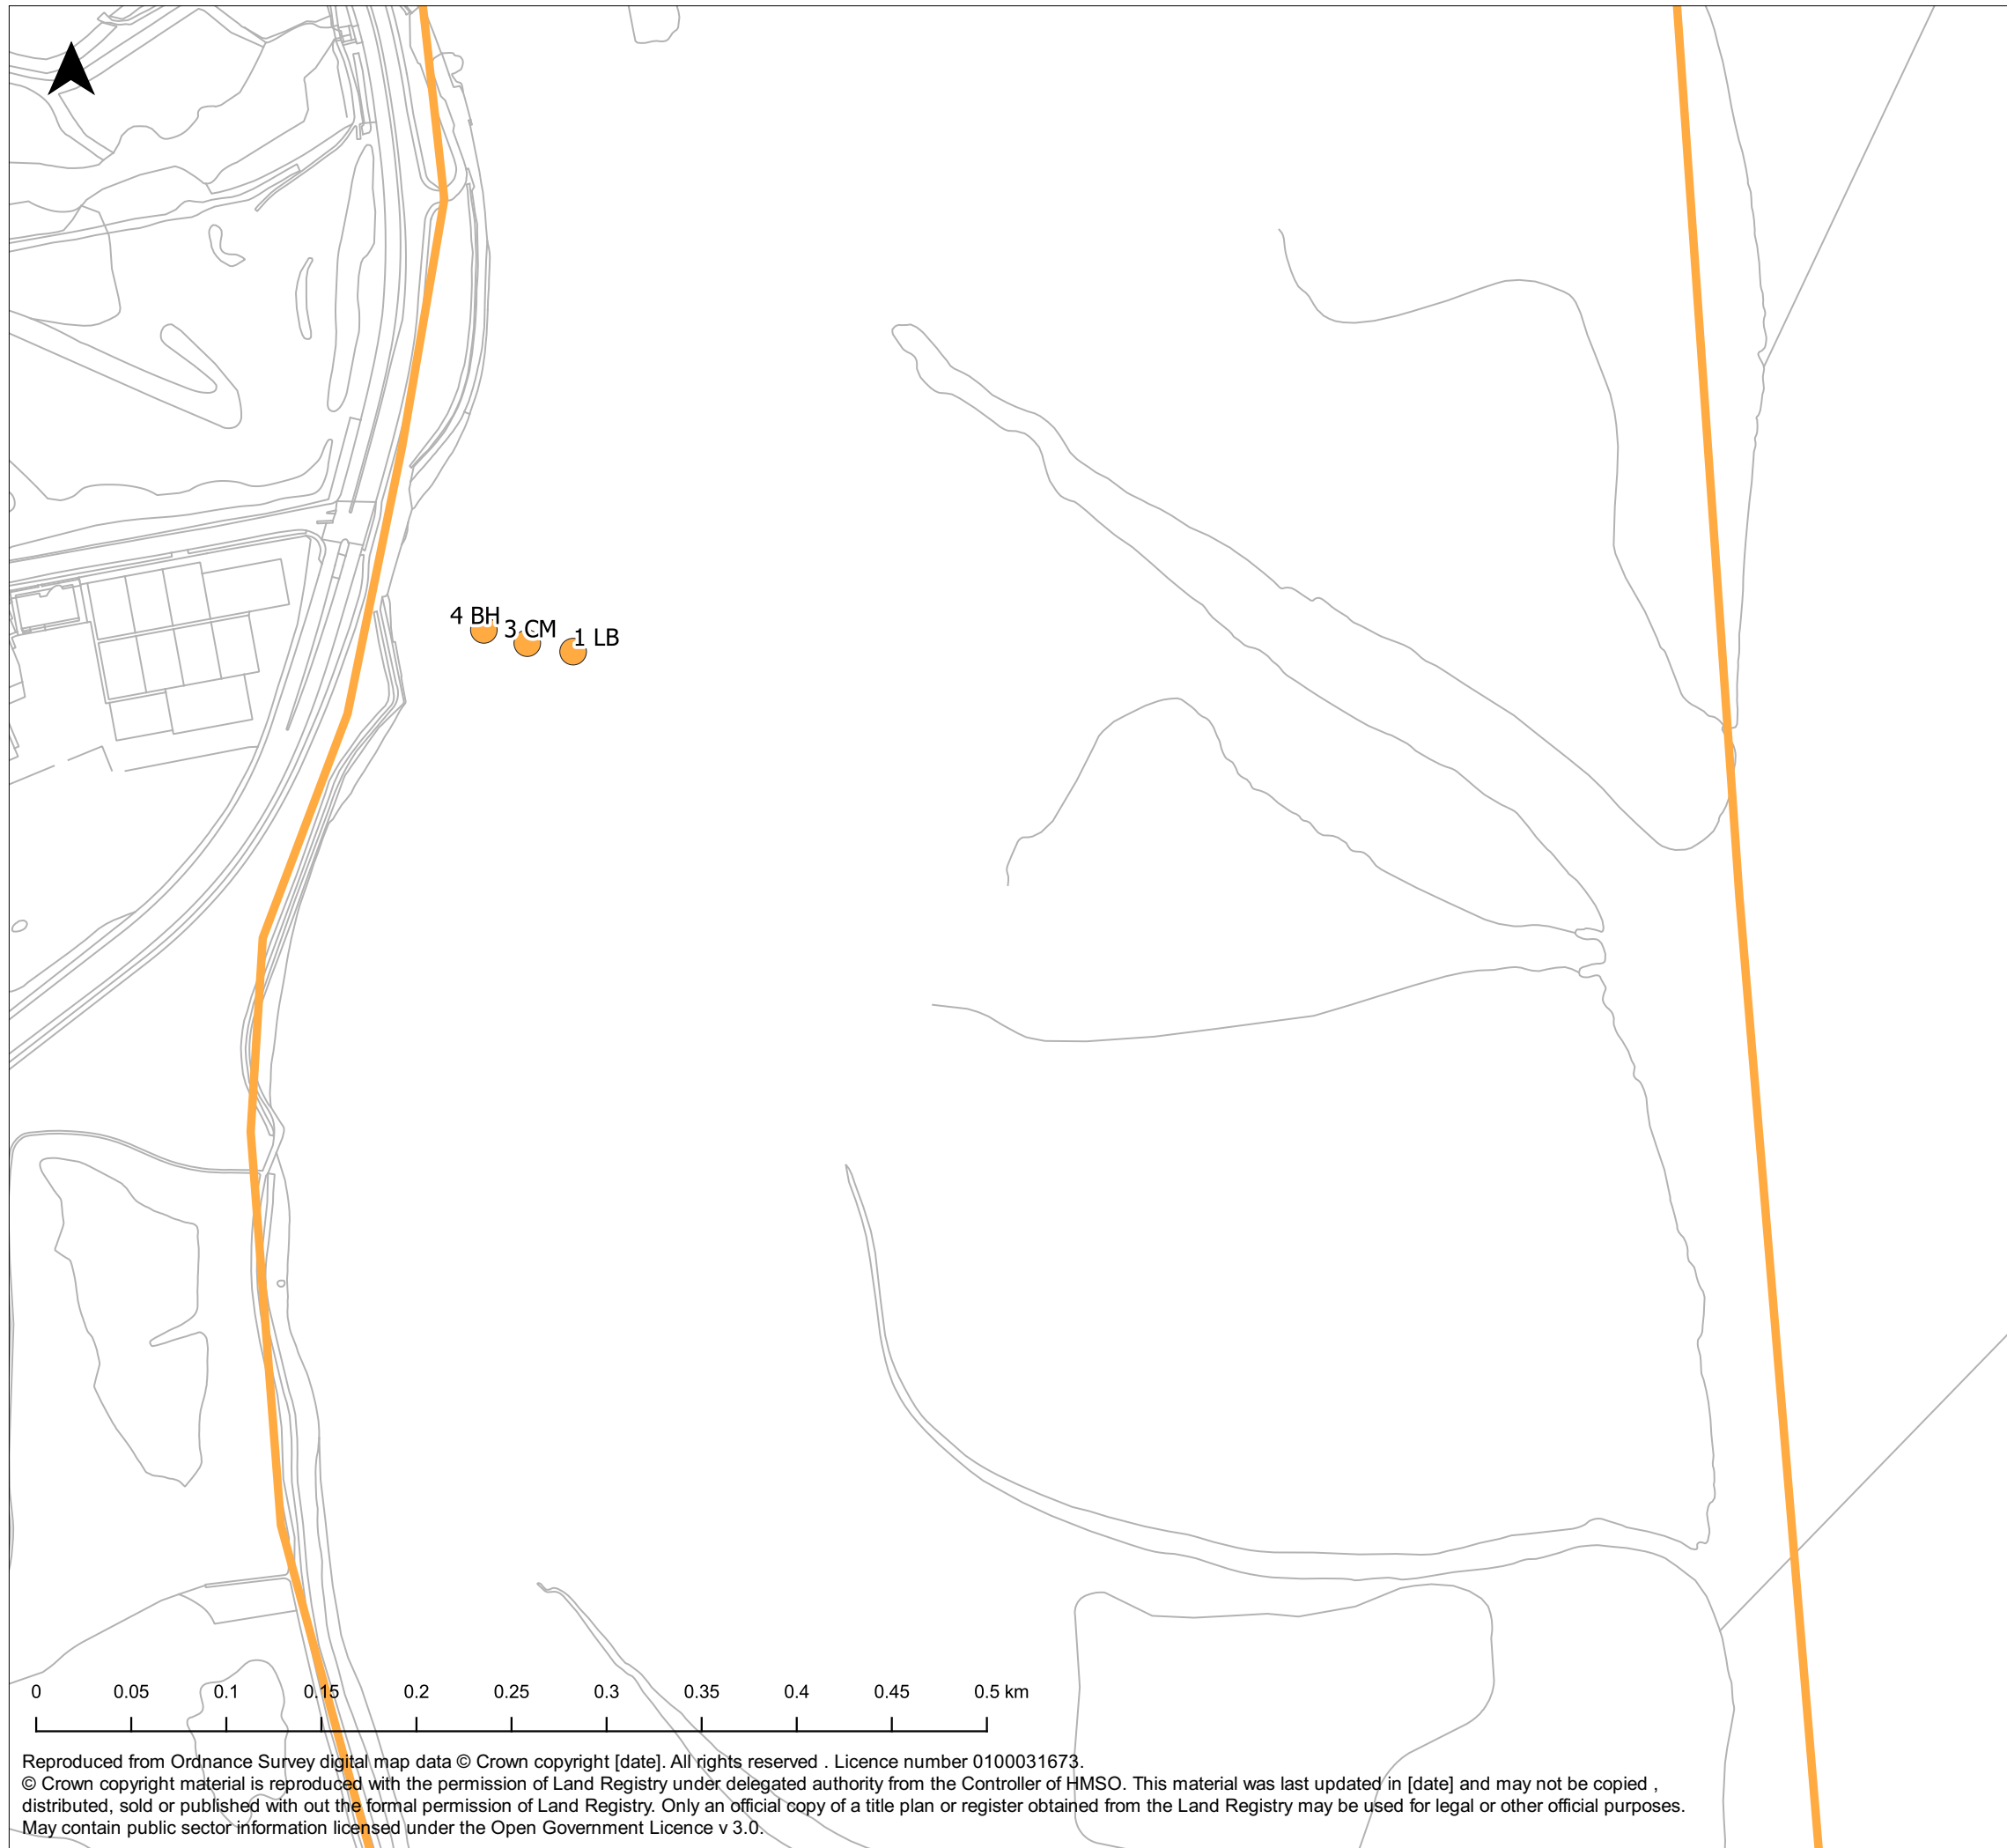 4 BH
3 CM
1 LB
0 0.05 0.1 0.15 0.2 0.25 0.3 0.35 0.4 0.45 0.5 km
Reproduced from Ordnance Survey digital map data © Crown copyright [date]. All rights reserved . Licence number 0100031673.
© Crown copyright material is reproduced with the permission of Land Registry under delegated authority from the Controller of HMSO. This material was last updated in [date] and may not be copied ,
distributed, sold or published with out the formal permission of Land Registry. Only an official copy of a title plan or register obtained from the Land Registry may be used for legal or other official purposes.
May contain public sector information licensed under the Open Government Licence v 3.0.